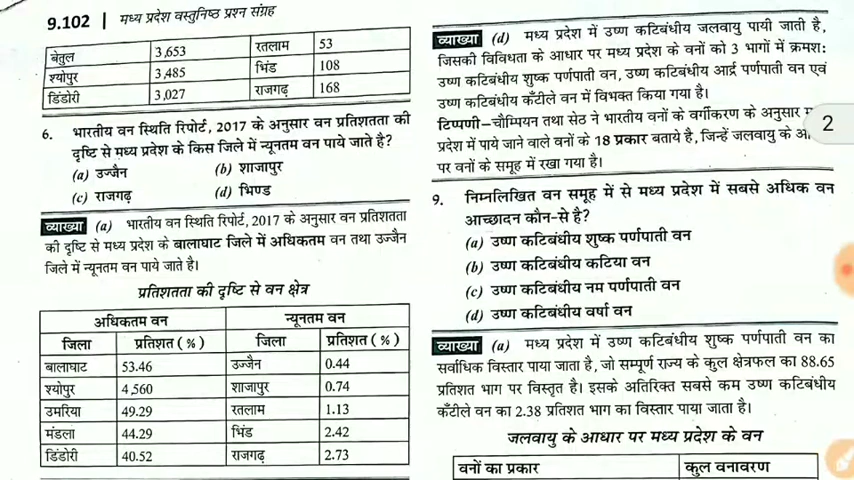 9.102 | मध्य प्रदेश वस्तुनिष्ठ प्रश्न संग्रह
बेतुल 3,653 रतलाम 53
श्योपुर 3,485 भिंड 108
डिंडोरी 3,027 राजगढ़ 168
6. भारतीय वन स्थिति रिपोर्ट, 2017 के अनुसार वन प्रतिशतता की
दृष्टि से मध्य प्रदेश के किस जिले में न्यूनतम वन पाये जाते है?
(a) उज्जैन (b) शाजापुर
(c) राजगढ़ (d) भिण्ड
व्याख्या (a) भारतीय वन स्थिति रिपोर्ट, 2017 के अनुसार वन प्रतिशतता
की दृष्टि से मध्य प्रदेश के बालाघाट जिले में अधिकतम वन तथा उज्जैन
जिले में न्यूनतम वन पाये जाते है।
प्रतिशतता की दृष्टि से वन क्षेत्र
अधिकतम वन न्यूनतम वन
जिला प्रतिशत (%) जिला प्रतिशत (%)
बालाघाट 53.46 उज्जैन 0.44
श्योपुर 4,560 शाजापुर 0.74
उमरिया 49.29 रतलाम 1.13
मंडला 44.29 भिंड 2.42
डिंडोरी 40.52 राजगढ़ 2.73
व्याख्या (d) मध्य प्रदेश में उष्ण कटिबंधीय जलवायु पायी जाती है,
जिसकी विविधता के आधार पर मध्य प्रदेश के वनों को 3 भागों में क्रमश:
उष्ण कटिबंधीय शुष्क पर्णपाती वन, उष्ण कटिबंधीय आर्द्र पर्णपाती वन एवं
उष्ण कटिबंधीय कँटीले वन में विभक्त किया गया है।
टिप्पणी–चौम्पियन तथा सेठ ने भारतीय वनों के वर्गीकरण के अनुसार
प्रदेश में पाये जाने वाले वनों के 18 प्रकार बताये है, जिन्हें जलवायु के
पर वनों के समूह में रखा गया है।
2
9. निम्नलिखित वन समूह में से मध्य प्रदेश में सबसे अधिक वन
आच्छादन कौन-से है?
(a) उष्ण कटिबंधीय शुष्क पर्णपाती वन
(b) उष्ण कटिबंधीय कटिया वन
(c) उष्ण कटिबंधीय नम पर्णपाती वन
(d) उष्ण कटिबंधीय वर्षा वन
व्याख्या (a) मध्य प्रदेश में उष्ण कटिबंधीय शुष्क पर्णपाती वन का
सर्वाधिक विस्तार पाया जाता है, जो सम्पूर्ण राज्य के कुल क्षेत्रफल का 88.65
प्रतिशत भाग पर विस्तृत है। इसके अतिरिक्त सबसे कम उष्ण कटिबंधीय
कँटीले वन का 2.38 प्रतिशत भाग का विस्तार पाया जाता है।
जलवायु के आधार पर मध्य प्रदेश के वन
वनों का प्रकार कुल वनावरण